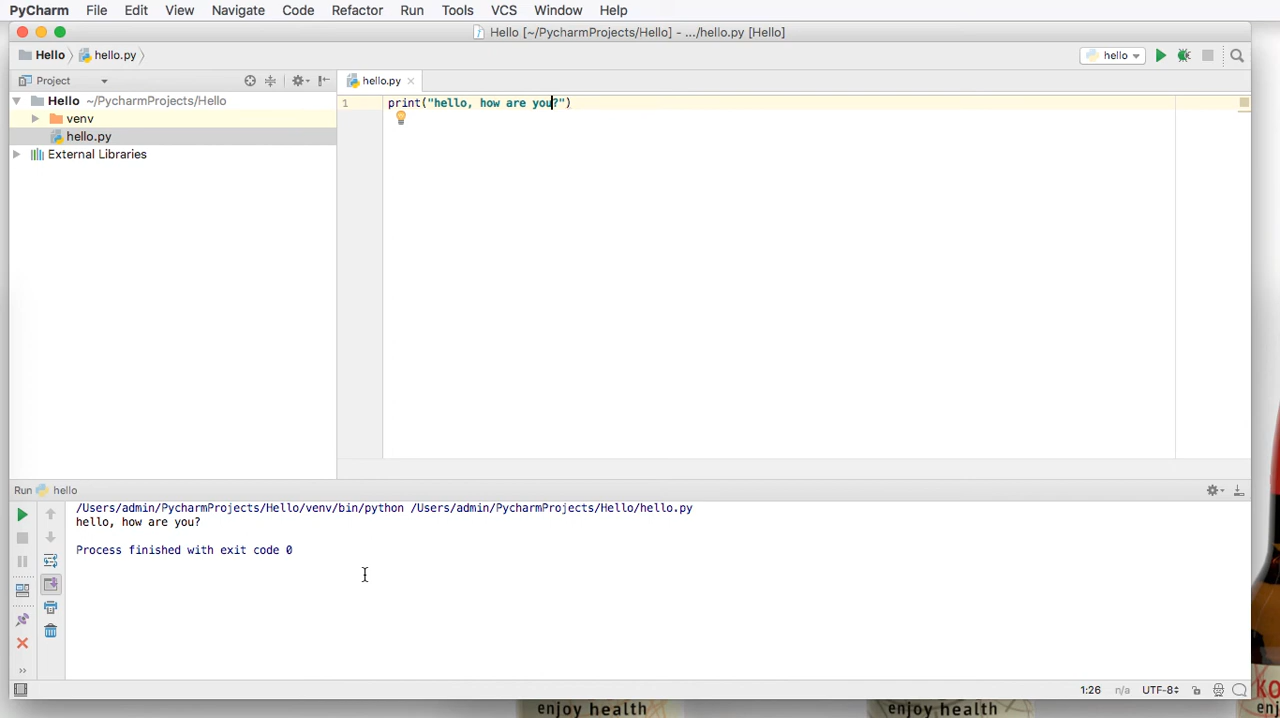 PyCharm File Edit View Navigate Code Refactor Run Tools VCS Window Help
Hello [~/PycharmProjects/Hello] - .../hello.py [Hello]
Hello hello.py hello
Project hello.py
Hello ~/PycharmProjects/Hello 1 print("hello, how are you?")
venv
hello.py
External Libraries
Run hello
/Users/admin/PycharmProjects/Hello/venv/bin/python /Users/admin/PycharmProjects/Hello/hello.py
hello, how are you?
Process finished with exit code 0
1:26 n/a UTF-8
enjoy health enjoy health